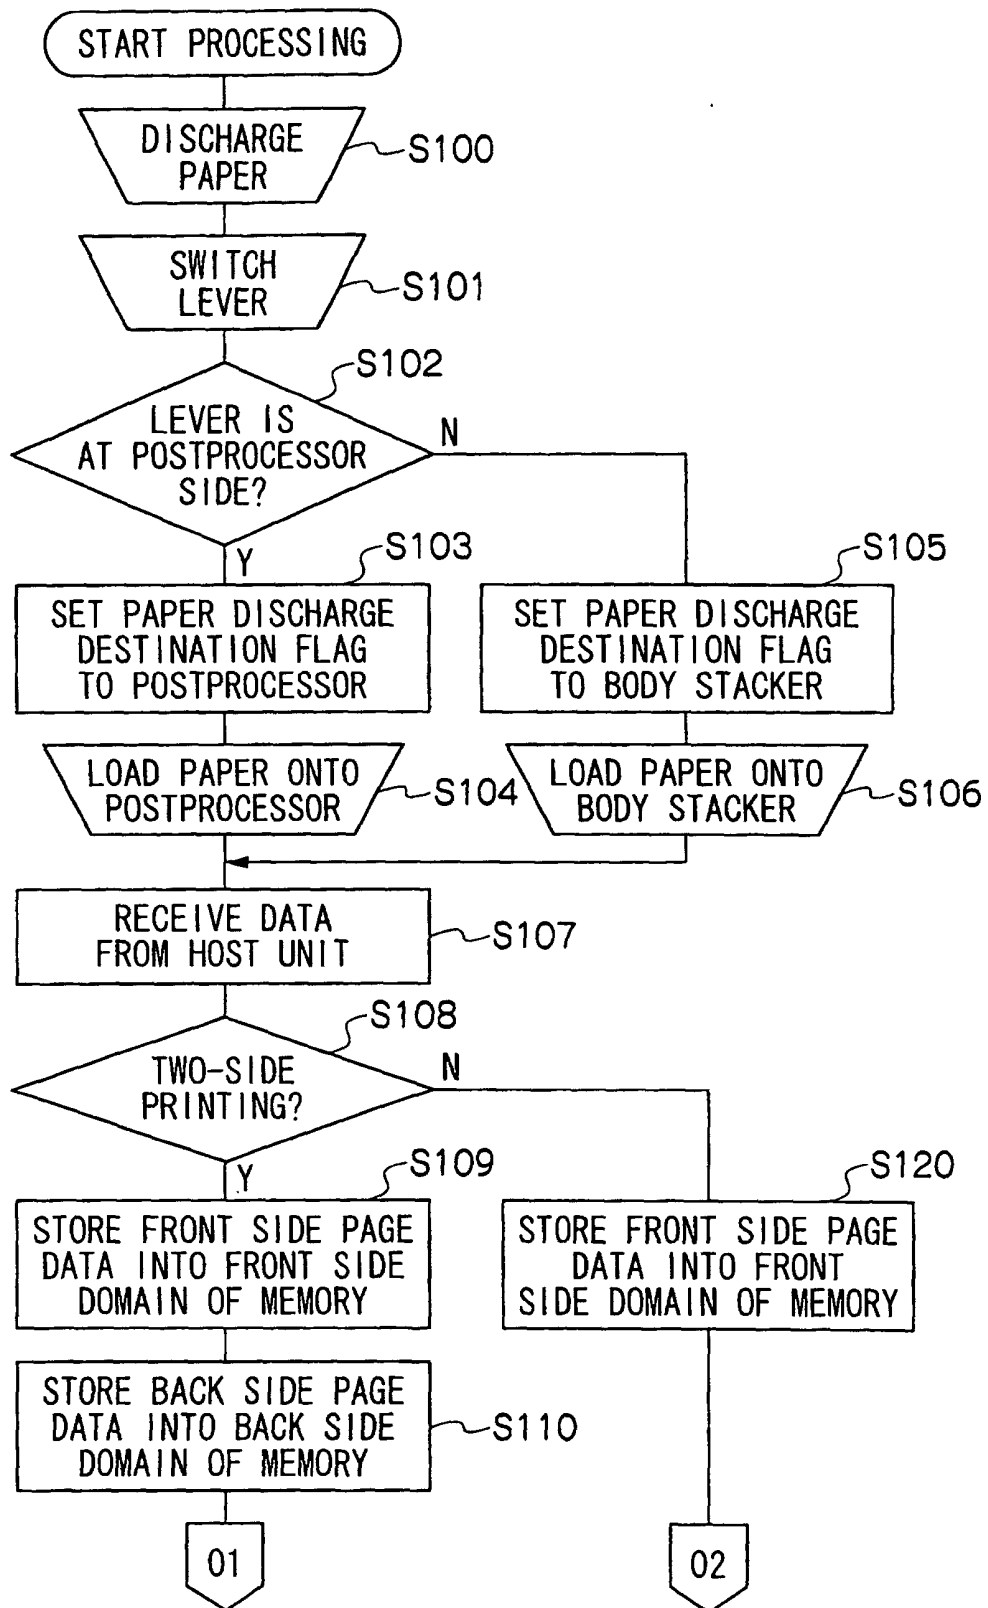 START PROCESSING
DISCHARGE
PAPER
S100
SWITCH
LEVER
S101
S102
LEVER IS
AT POSTPROCESSOR
SIDE?
N
Y
S103
SET PAPER DISCHARGE
DESTINATION FLAG
TO POSTPROCESSOR
S105
SET PAPER DISCHARGE
DESTINATION FLAG
TO BODY STACKER
LOAD PAPER ONTO
POSTPROCESSOR
S104
LOAD PAPER ONTO
BODY STACKER
S106
RECEIVE DATA
FROM HOST UNIT
S107
S108
TWO-SIDE
PRINTING?
N
Y
S109
STORE FRONT SIDE PAGE
DATA INTO FRONT SIDE
DOMAIN OF MEMORY
S120
STORE FRONT SIDE PAGE
DATA INTO FRONT
SIDE DOMAIN OF MEMORY
STORE BACK SIDE PAGE
DATA INTO BACK SIDE
DOMAIN OF MEMORY
S110
01
02